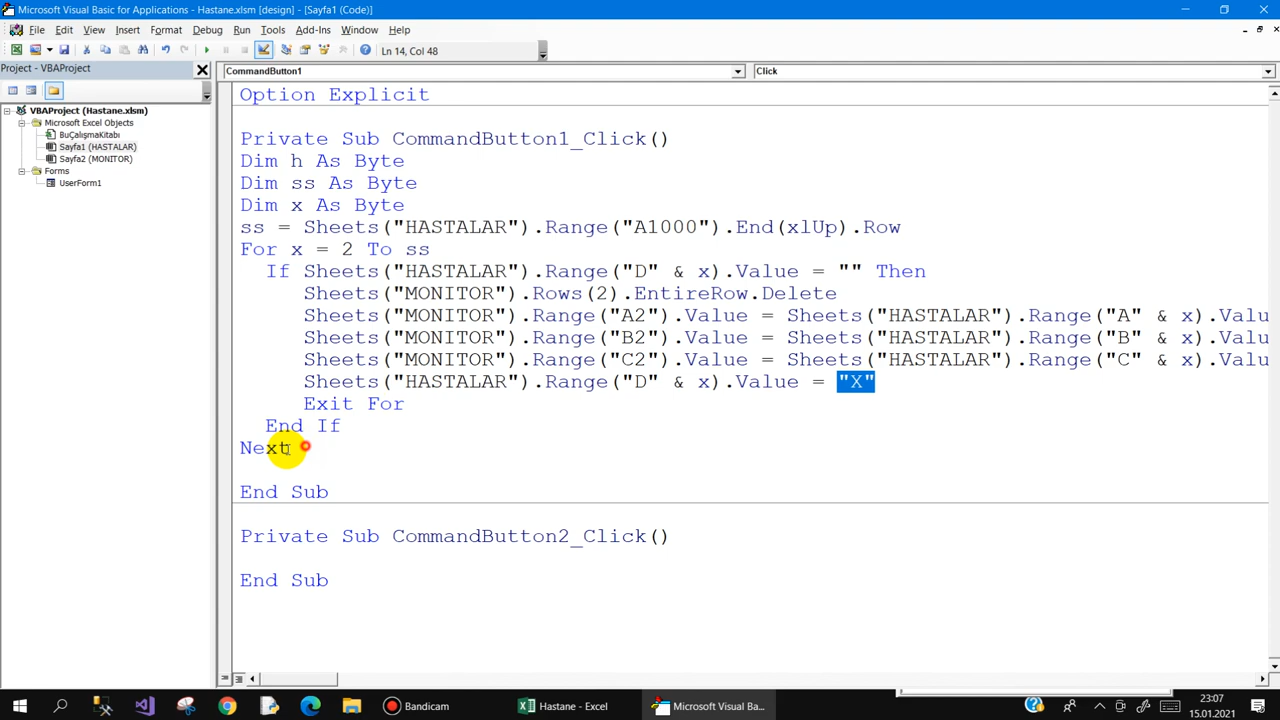 Microsoft Visual Basic for Applications - Hastane.xlsm [design] - [Sayfa1 (Code)]
File Edit View Insert Format Debug Run Tools Add-Ins Window Help
Ln 14, Col 48
Project - VBAProject
CommandButton1
Click
VBAProject (Hastane.xlsm)
Microsoft Excel Objects
BuÇalışmaKitabı
Sayfa1 (HASTALAR)
Sayfa2 (MONITOR)
Forms
UserForm1
Option Explicit
Private Sub CommandButton1_Click()
Dim h As Byte
Dim ss As Byte
Dim x As Byte
ss = Sheets("HASTALAR").Range("A1000").End(xlUp).Row
For x = 2 To ss
If Sheets("HASTALAR").Range("D" & x).Value = "" Then
Sheets("MONITOR").Rows(2).EntireRow.Delete
Sheets("MONITOR").Range("A2").Value = Sheets("HASTALAR").Range("A" & x).Valu
Sheets("MONITOR").Range("B2").Value = Sheets("HASTALAR").Range("B" & x).Valu
Sheets("MONITOR").Range("C2").Value = Sheets("HASTALAR").Range("C" & x).Valu
Sheets("HASTALAR").Range("D" & x).Value = "X"
Exit For
End If
Next
End Sub
Private Sub CommandButton2_Click()
End Sub
Bandicam
Hastane - Excel
Microsoft Visual Ba...
23:07
15.01.2021